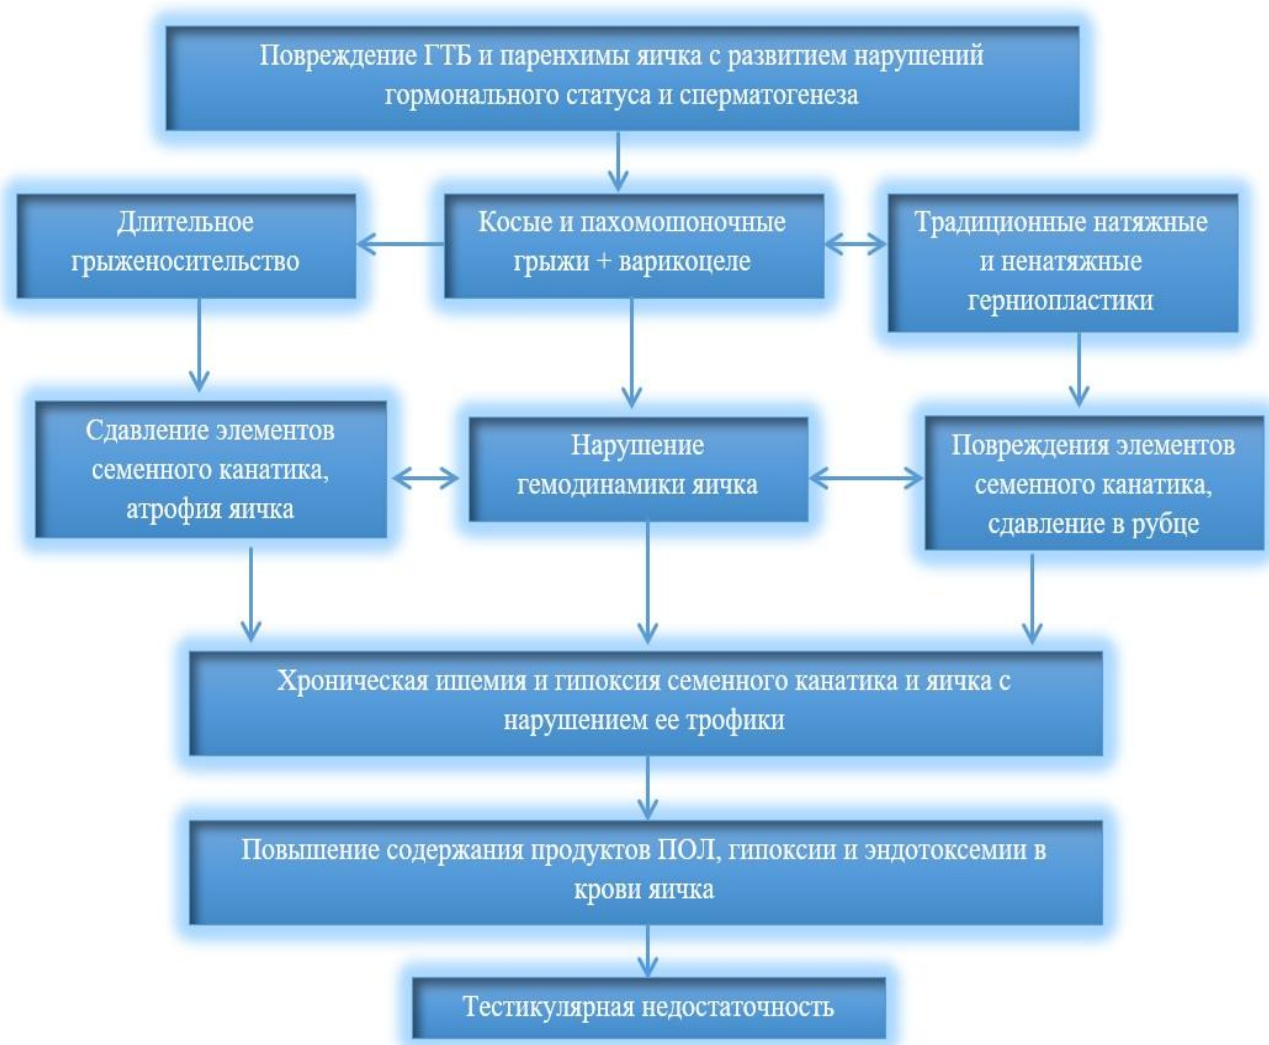 Повреждение ГТБ и паренхимы яичка с развитием нарушений
гормонального статуса и сперматогенеза
Длительное
грыженосительство
Косые и пахомошоночные
грыжи + варикоцеле
Традиционные натяжные
и ненатяжные
герниопластики
Сдавление элементов
семенного канатика,
атрофия яичка
Нарушение
гемодинамики яичка
Повреждения элементов
семенного канатика,
сдавление в рубце
Хроническая ишемия и гипоксия семенного канатика и яичка с
нарушением ее трофики
Повышение содержания продуктов ПОЛ, гипоксии и эндотоксемии в
крови яичка
Тестикулярная недостаточность